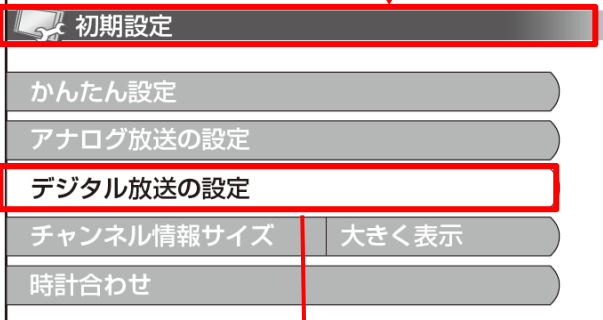 初期設定
かんたん設定
アナログ放送の設定
デジタル放送の設定
チャンネル情報サイズ 大きく表示
時計合わせ